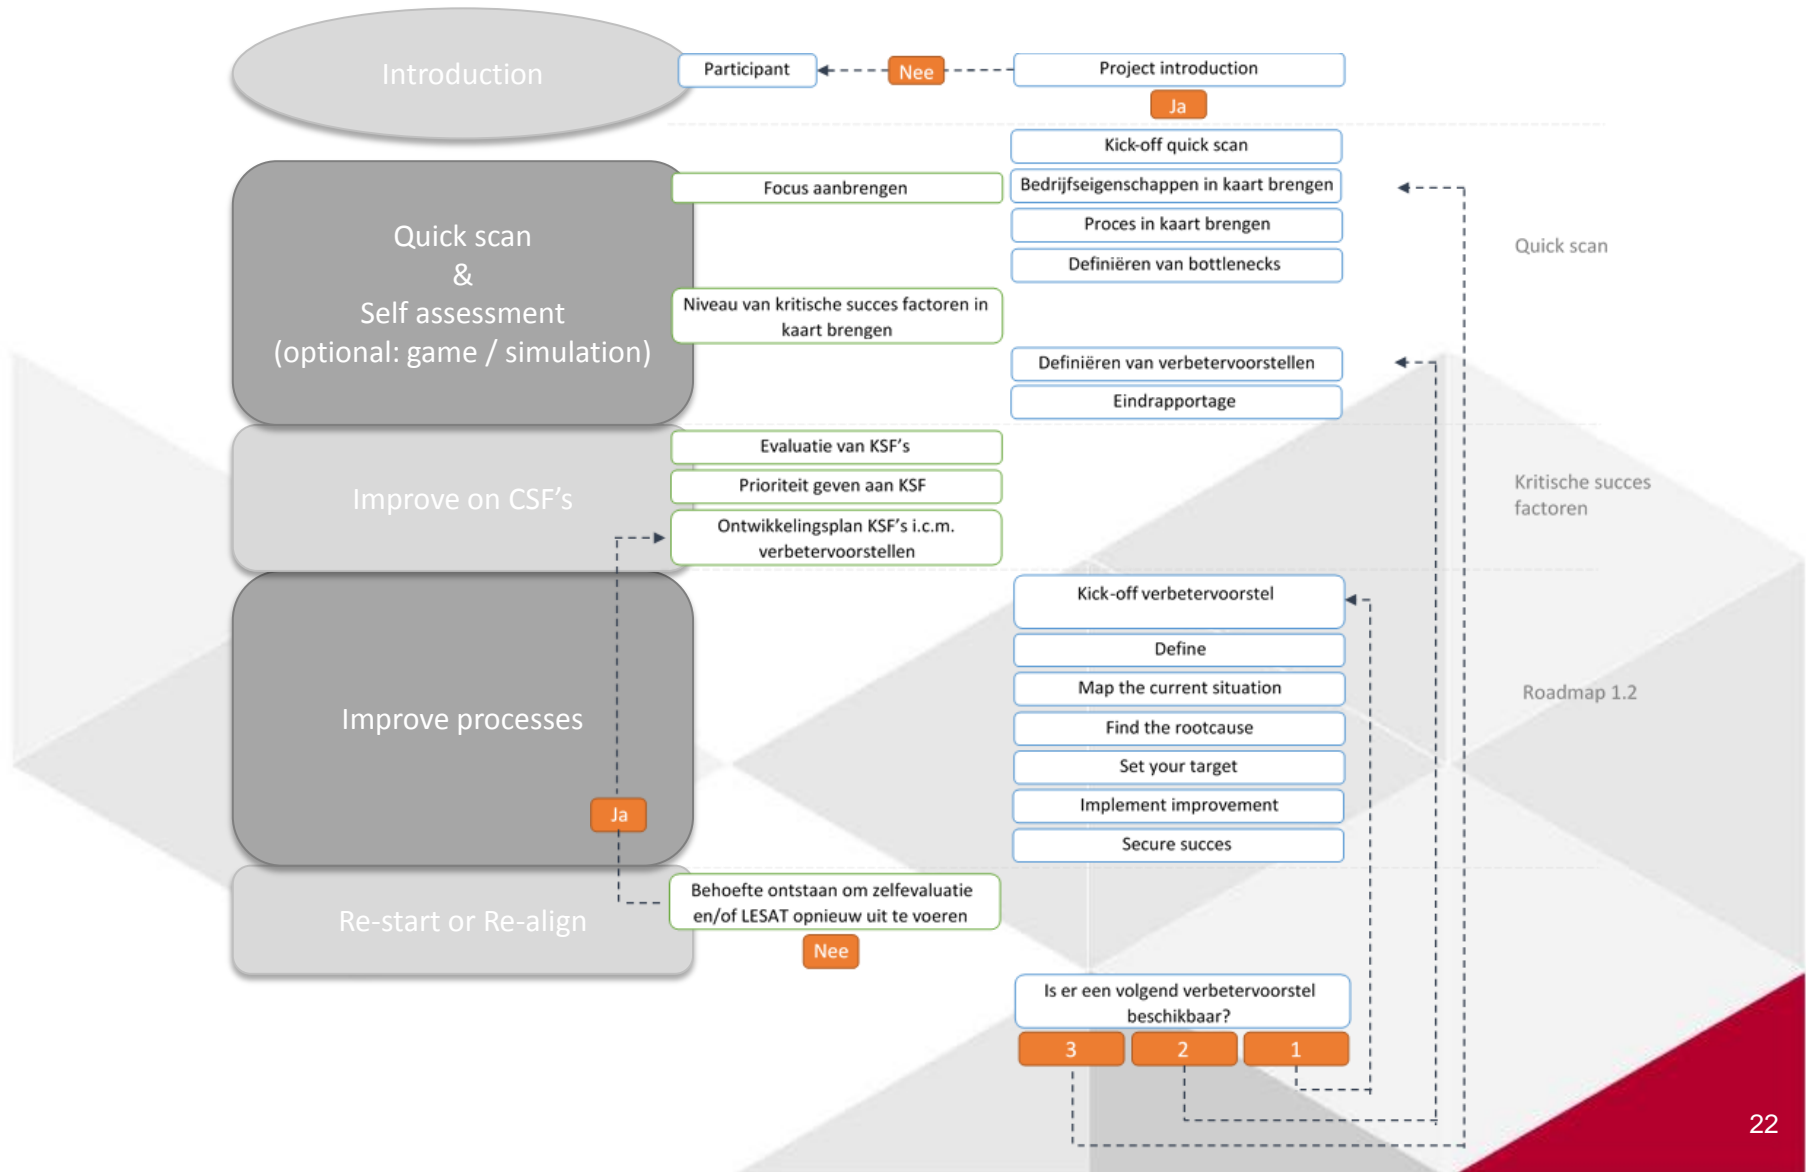 Introduction
Participant
Nee
Project introduction
Ja
Kick-off quick scan
Focus aanbrengen
Bedrijfseigenschappen in kaart brengen
Proces in kaart brengen
Quick scan
&
Self assessment
(optional: game / simulation)
Quick scan
Definiëren van bottlenecks
Niveau van kritische succes factoren in
kaart brengen
Definiëren van verbetervoorstellen
Eindrapportage
Evaluatie van KSF's
Improve on CSF's
Prioriteit geven aan KSF
Kritische succes
factoren
Ontwikkelingsplan KSF's i.c.m.
verbetervoorstellen
Kick-off verbetervoorstel
Define
Map the current situation
Roadmap 1.2
Improve processes
Find the rootcause
Set your target
Implement improvement
Ja
Secure succes
Re-start or Re-align
Behoefte ontstaan om zelfevaluatie
en/of LESAT opnieuw uit te voeren
Nee
Is er een volgend verbetervoorstel
beschikbaar?
3
2
1
22